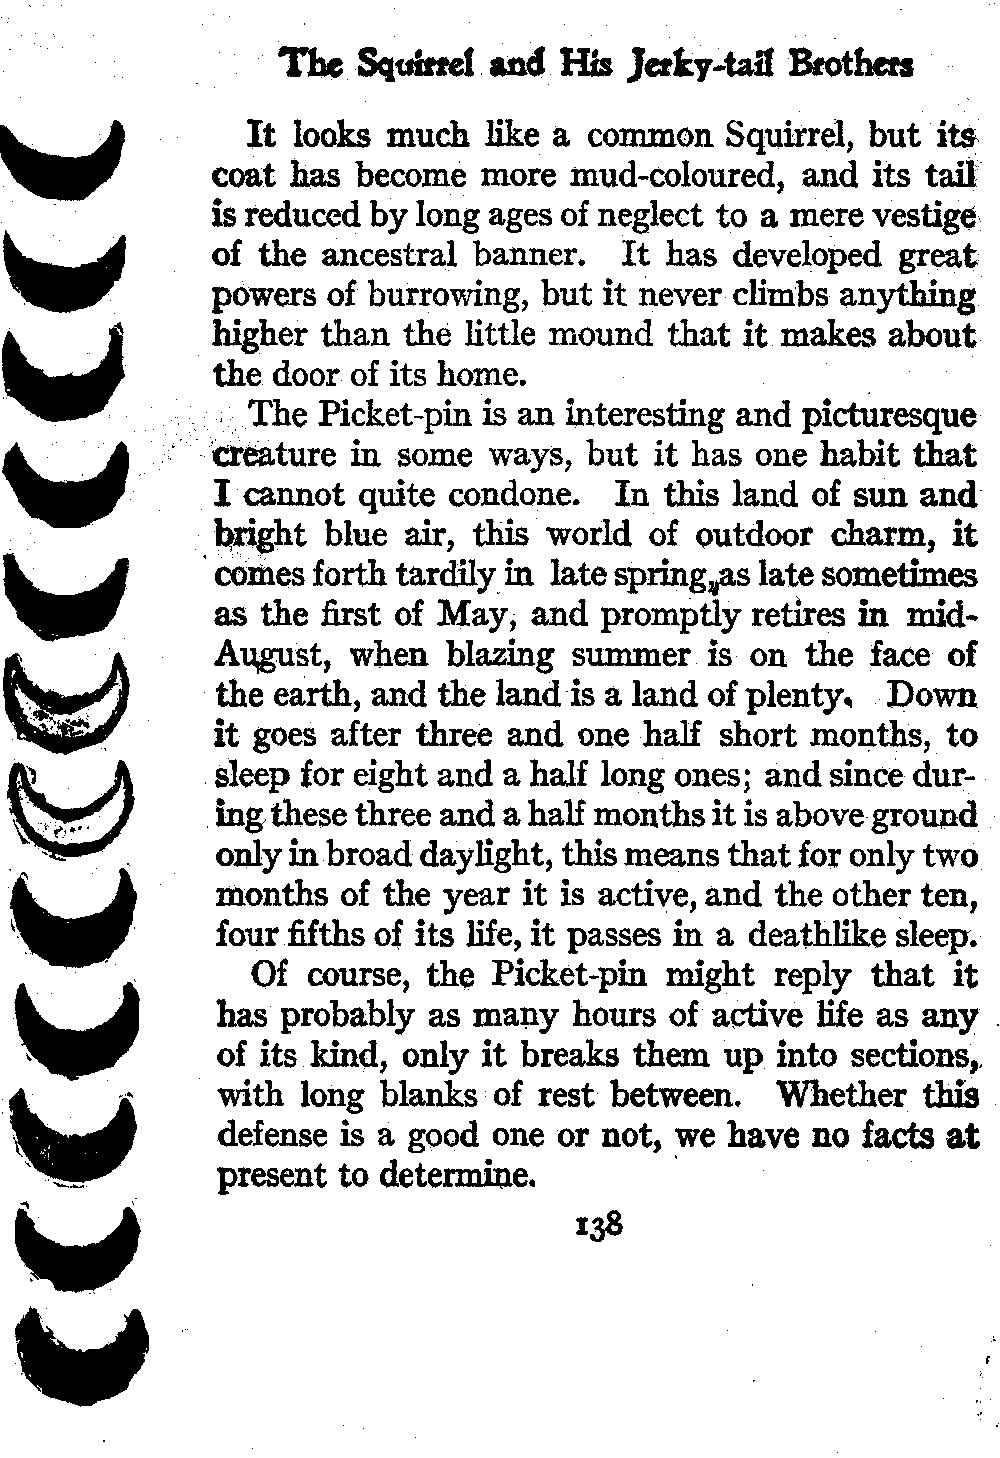 The Squirrel and His Jerky-tail Brothers
It looks much like a common Squirrel, but its
coat has become more mud-coloured, and its tail
is reduced by long ages of neglect to a mere vestige
of the ancestral banner. It has developed great
powers of burrowing, but it never climbs anything
higher than the little mound that it makes about
the door of its home.
The Picket-pin is an interesting and picturesque
creature in some ways, but it has one habit that
I cannot quite condone. In this land of sun and
bright blue air, this world of outdoor charm, it
comes forth tardily in late spring, as late sometimes
as the first of May, and promptly retires in mid-
August, when blazing summer is on the face of
the earth, and the land is a land of plenty. Down
it goes after three and one half short months, to
sleep for eight and a half long ones; and since dur-
ing these three and a half months it is above ground
only in broad daylight, this means that for only two
months of the year it is active, and the other ten,
four fifths of its life, it passes in a deathlike sleep.
Of course, the Picket-pin might reply that it
has probably as many hours of active life as any
of its kind, only it breaks them up into sections,
with long blanks of rest between. Whether this
defense is a good one or not, we have no facts at
present to determine.
138